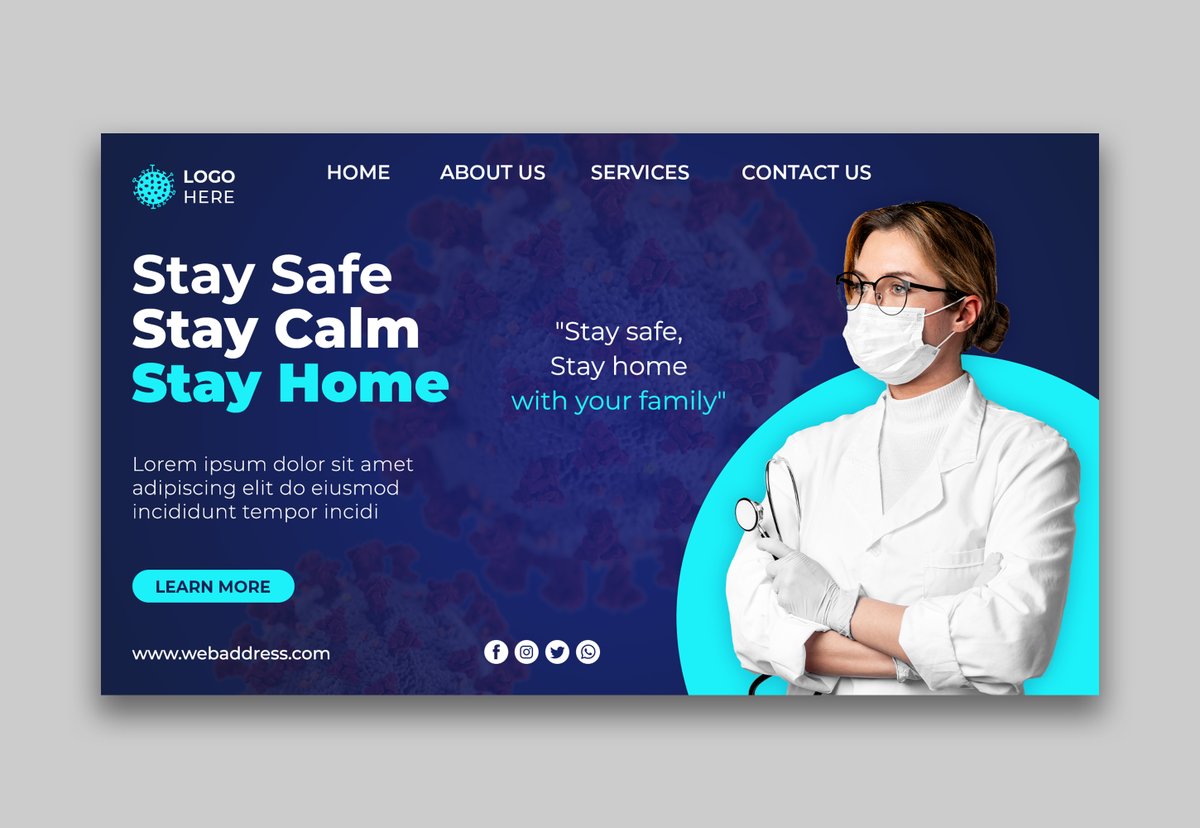 LOGO
HERE
HOME
ABOUT US
SERVICES
CONTACT US
Stay Safe
Stay Calm
Stay Home
"Stay safe,
Stay home
with your family"
Lorem ipsum dolor sit amet
adipiscing elit do eiusmod
incididunt tempor incidi
LEARN MORE
www.webaddress.com